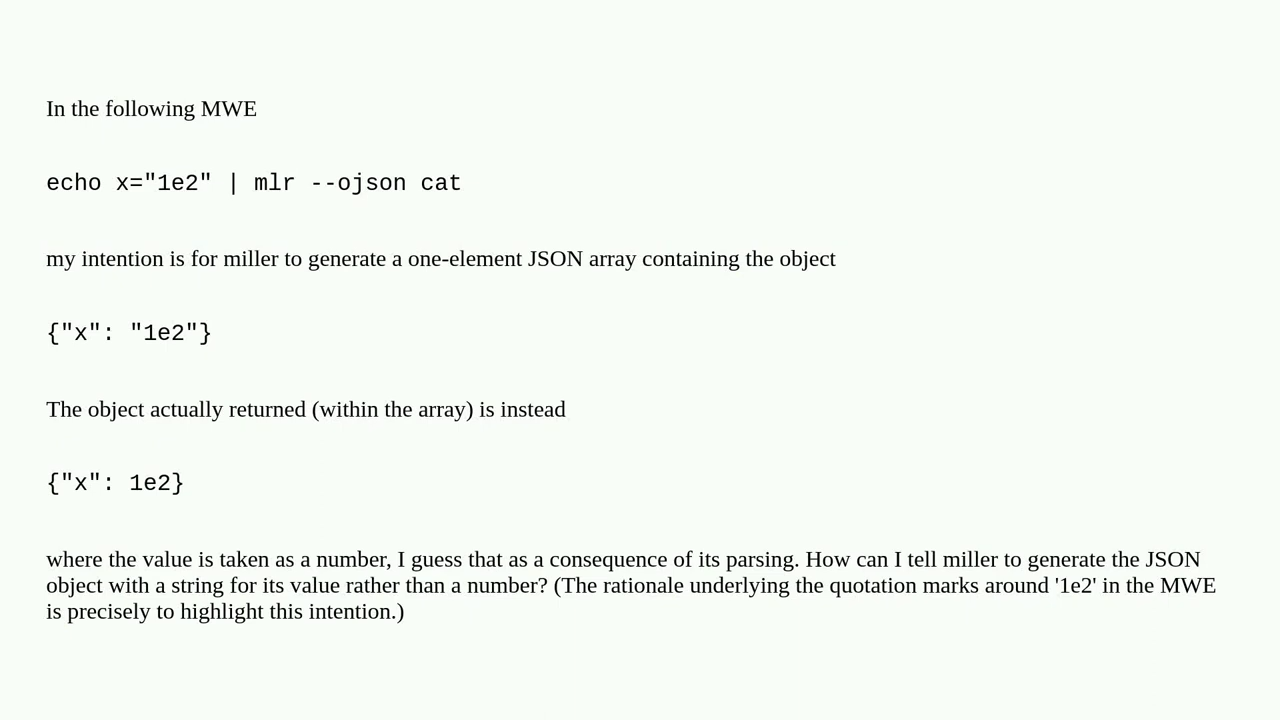 In the following MWE
echo x="1e2" | mlr --ojson cat
my intention is for miller to generate a one-element JSON array containing the object
{"x": "1e2"}
The object actually returned (within the array) is instead
{"x": 1e2}
where the value is taken as a number, I guess that as a consequence of its parsing. How can I tell miller to generate the JSON
object with a string for its value rather than a number? (The rationale underlying the quotation marks around '1e2' in the MWE
is precisely to highlight this intention.)